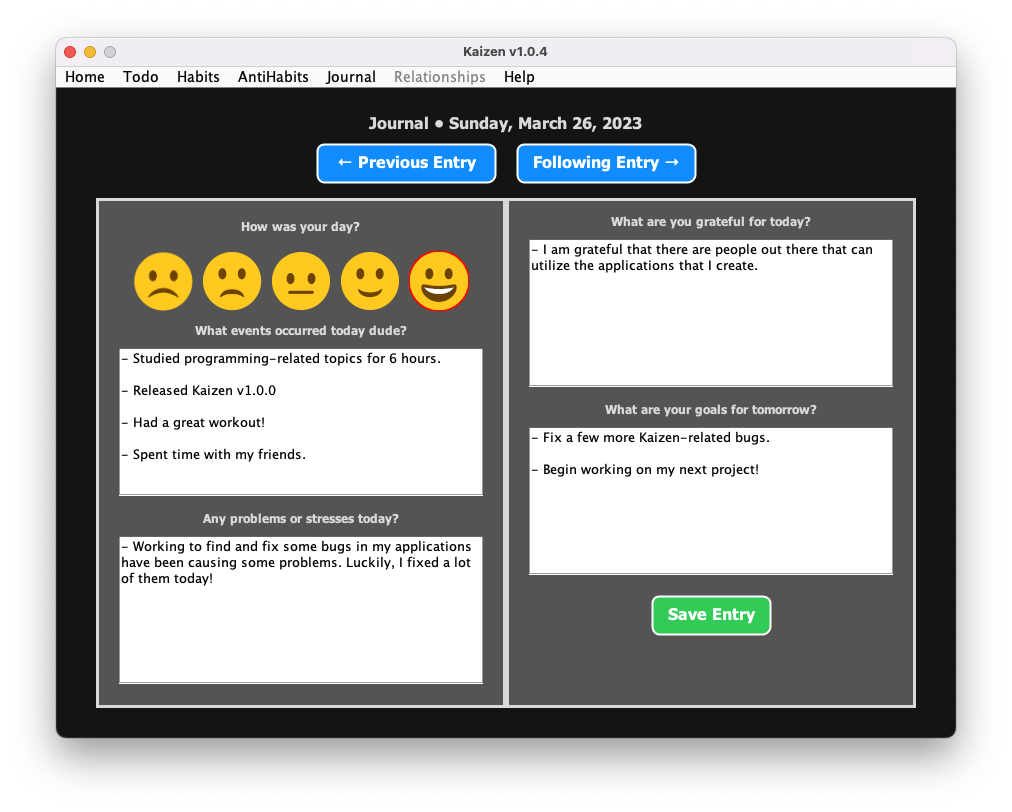 Kaizen v1.0.4
Home Todo Habits AntiHabits Journal Relationships Help
Journal • Sunday, March 26, 2023
← Previous Entry
Following Entry →
How was your day?
What events occurred today dude?
- Studied programming-related topics for 6 hours.
- Released Kaizen v1.0.0
- Had a great workout!
- Spent time with my friends.
Any problems or stresses today?
- Working to find and fix some bugs in my applications
have been causing some problems. Luckily, I fixed a lot
of them today!
What are you grateful for today?
- I am grateful that there are people out there that can
utilize the applications that I create.
What are your goals for tomorrow?
- Fix a few more Kaizen-related bugs.
- Begin working on my next project!
Save Entry